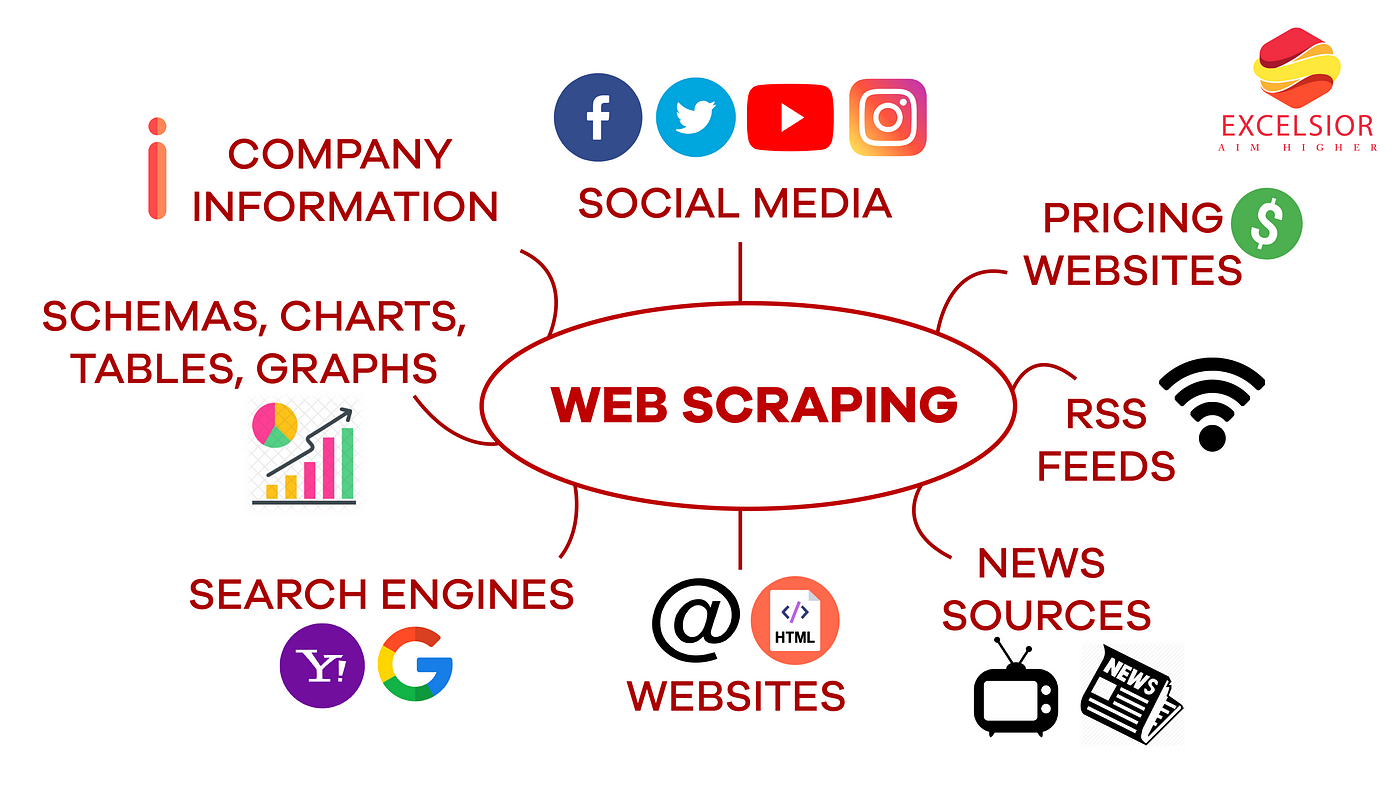 EXCELSIOR
AIM HIGHER
COMPANY
INFORMATION
SOCIAL MEDIA
PRICING
WEBSITES
SCHEMAS, CHARTS,
TABLES, GRAPHS
WEB SCRAPING
RSS
FEEDS
SEARCH ENGINES
Y!
G
</>
HTML
@
WEBSITES
NEWS
SOURCES
NEWS